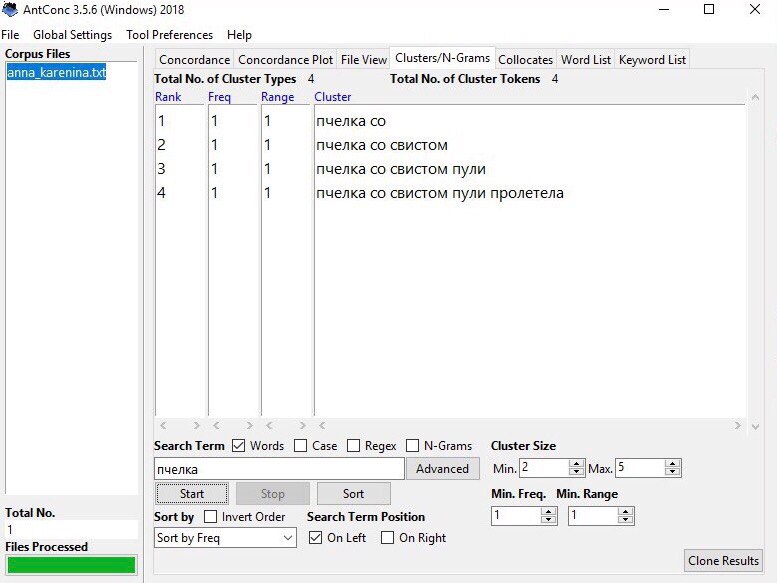 AntConc 3.5.6 (Windows) 2018
File Global Settings Tool Preferences Help
Corpus Files
anna_karenina.txt
Concordance Concordance Plot File View Clusters/N-Grams Collocates Word List Keyword List
Total No. of Cluster Types 4 Total No. of Cluster Tokens 4
Rank Freq Range Cluster
1 1 1 пчелка со
2 1 1 пчелка со свистом
3 1 1 пчелка со свистом пули
4 1 1 пчелка со свистом пули пролетела
Search Term Words Case Regex N-Grams Cluster Size
пчелка Advanced Min. 2 Max. 5
Start Stop Sort Min. Freq. Min. Range
Sort by Invert Order Search Term Position 1 1
Sort by Freq On Left On Right
Clone Results
Total No.
1
Files Processed